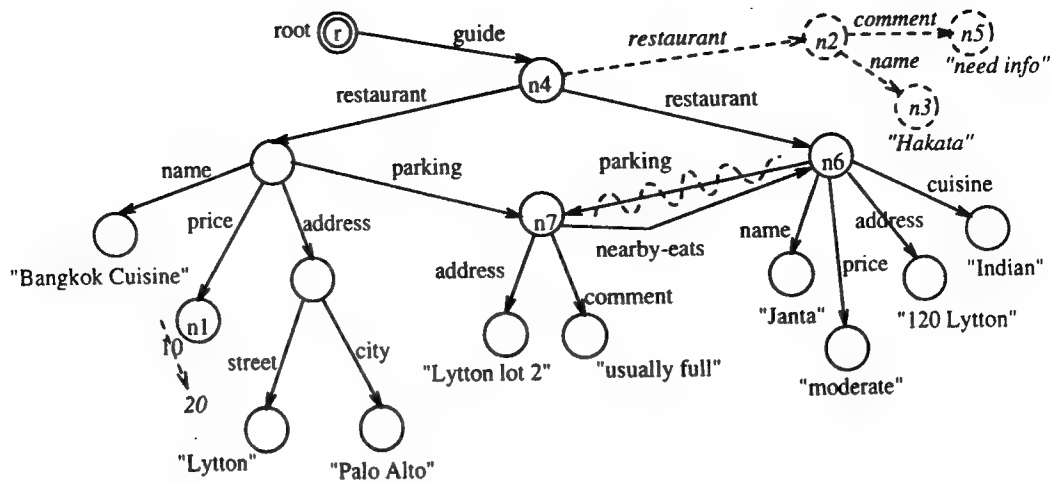 root r guide restaurant n2 comment n5
n4 name "need info"
restaurant restaurant n3
"Hakata"
name parking parking n6 cuisine
price address n7 nearby-eats name address
"Bangkok Cuisine" address comment price "Indian"
n1 "Janta" "120 Lytton"
10 street city "Lytton lot 2" "usually full" "moderate"
20
"Lytton" "Palo Alto"